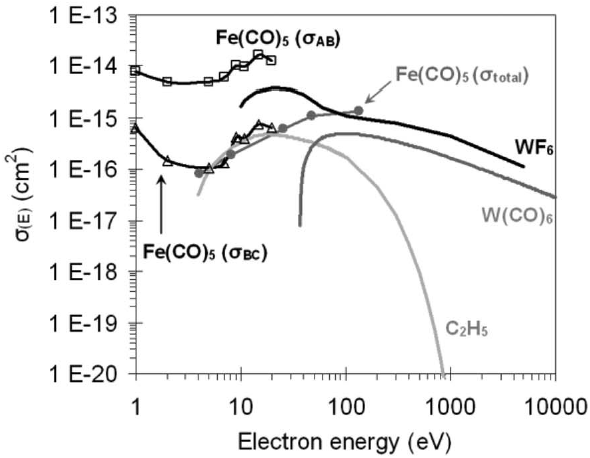 1 E-13
1 E-14
1 E-15
1 E-16
1 E-17
1 E-18
1 E-19
1 E-20
σ(E) (cm²)
Fe(CO)₅ (σAB)
Fe(CO)₅ (σtotal)
WF₆
W(CO)₆
Fe(CO)₅ (σBC)
C₂H₅
1 10 100 1000 10000
Electron energy (eV)